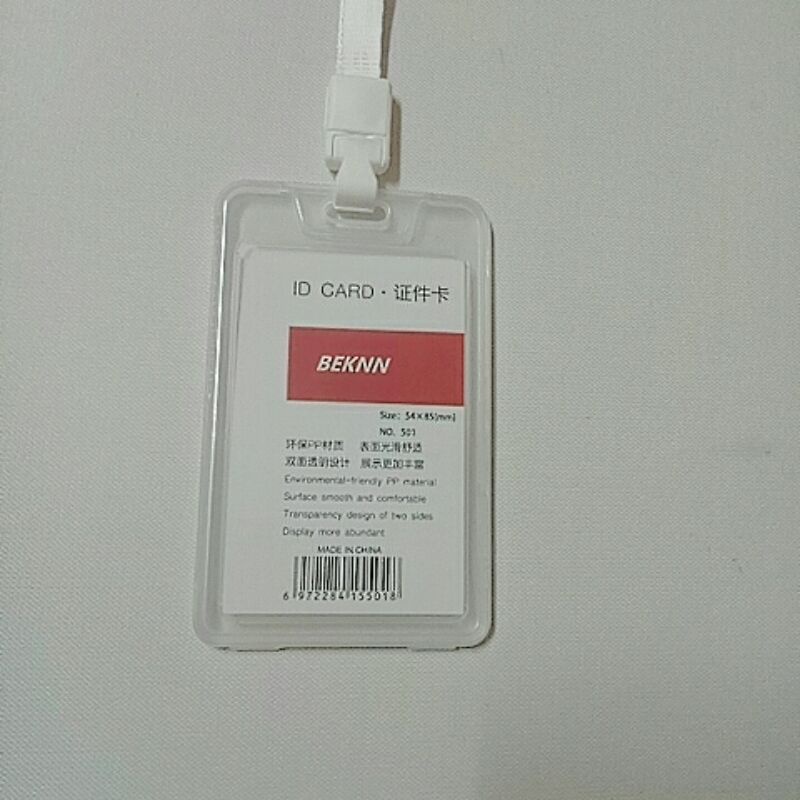 ID CARD · 证件卡
BEKNN
Size: 54×85(mm)
NO. 501
环保PP材质 表面光滑舒适
双面透明设计 展示更加丰富
Environmental-friendly PP material
Surface smooth and comfortable
Transparency design of two sides
Display more abundant
MADE IN CHINA
6 972284 155018